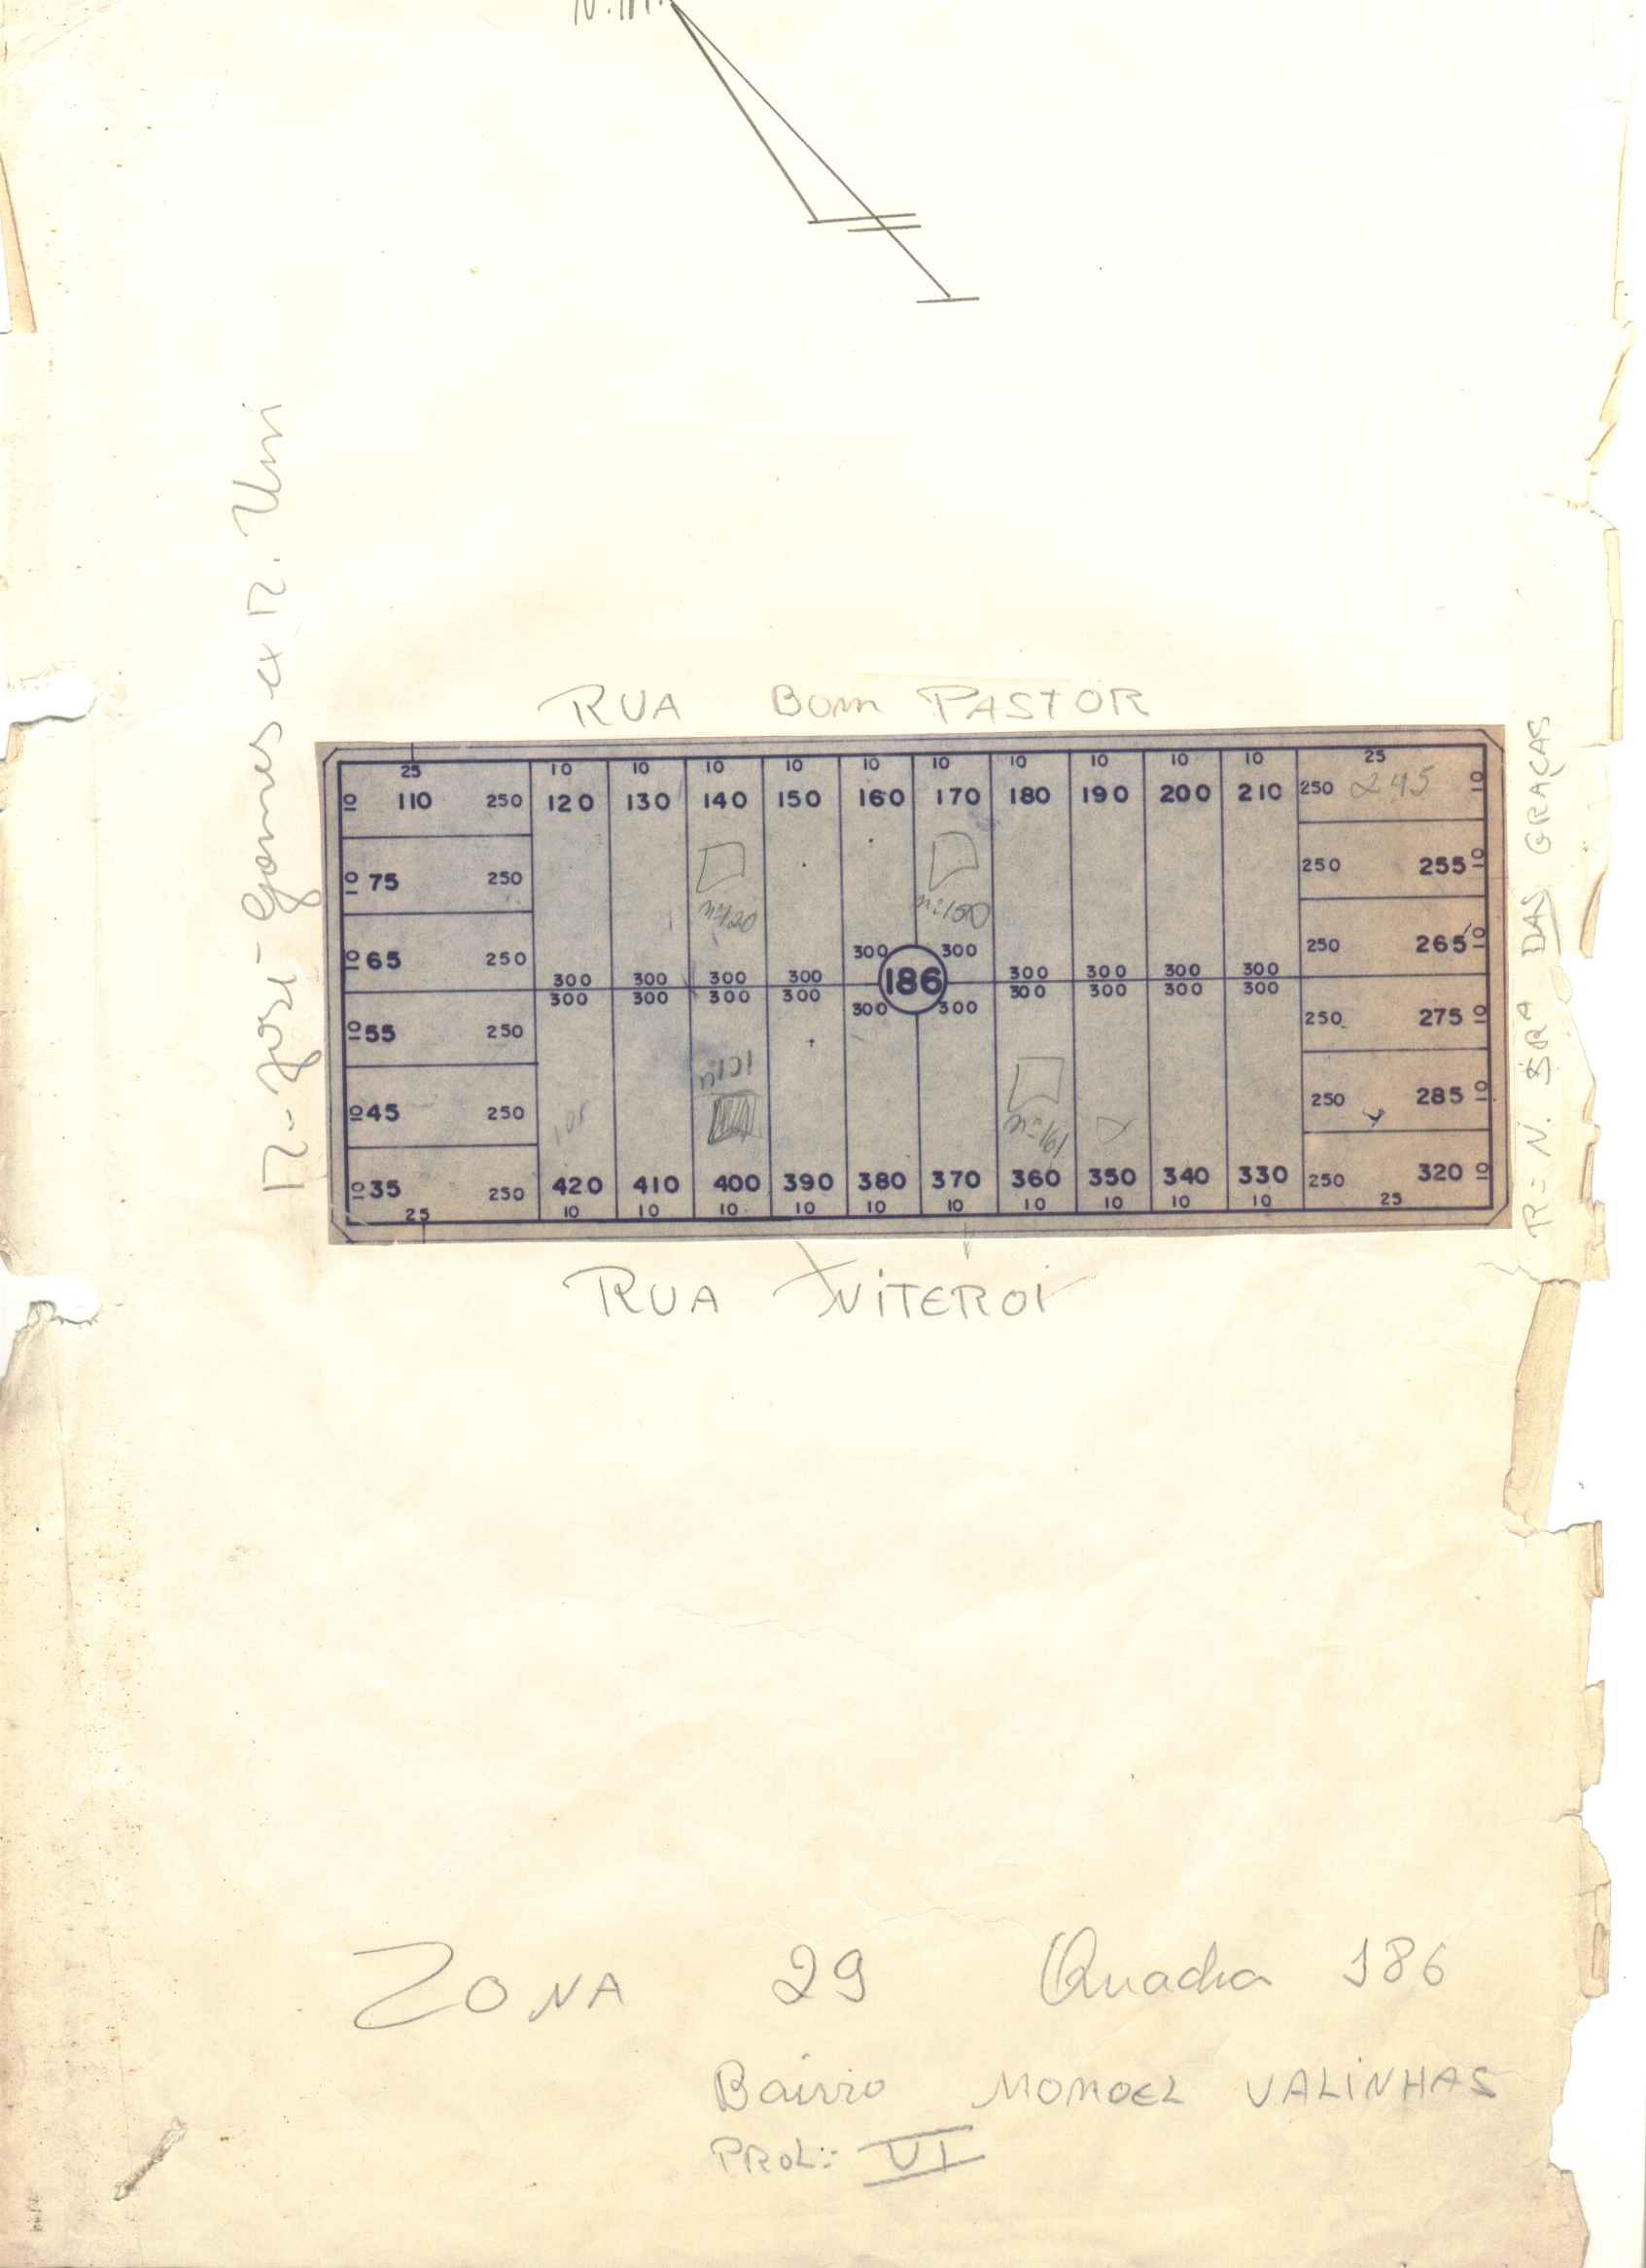 N.M.
R- José Gomes ex R. Uni
RUA Bom PASTOR
25 10 10 10 10 10 10 10 10 10 10 25
10 110 250 120 130 140 150 160 170 180 190 200 210 250 245 10
10 75 250 250 255 10
10 65 250 250 265 10
300 300 300 300 300 300 300 300 300 300
186
300 300 300 300 300 300 300 300 300 300
10 55 250 250 275 10
10 45 250 250 285 10
10 35 250 420 410 400 390 380 370 360 350 340 330 250 320 10
25 10 10 10 10 10 10 10 10 10 10 25
R= N. SRA DAS GRAÇAS
RUA NITEROI
ZONA 29 Quadra 186
Bairro MONOEL VALINHAS
PROL: VI